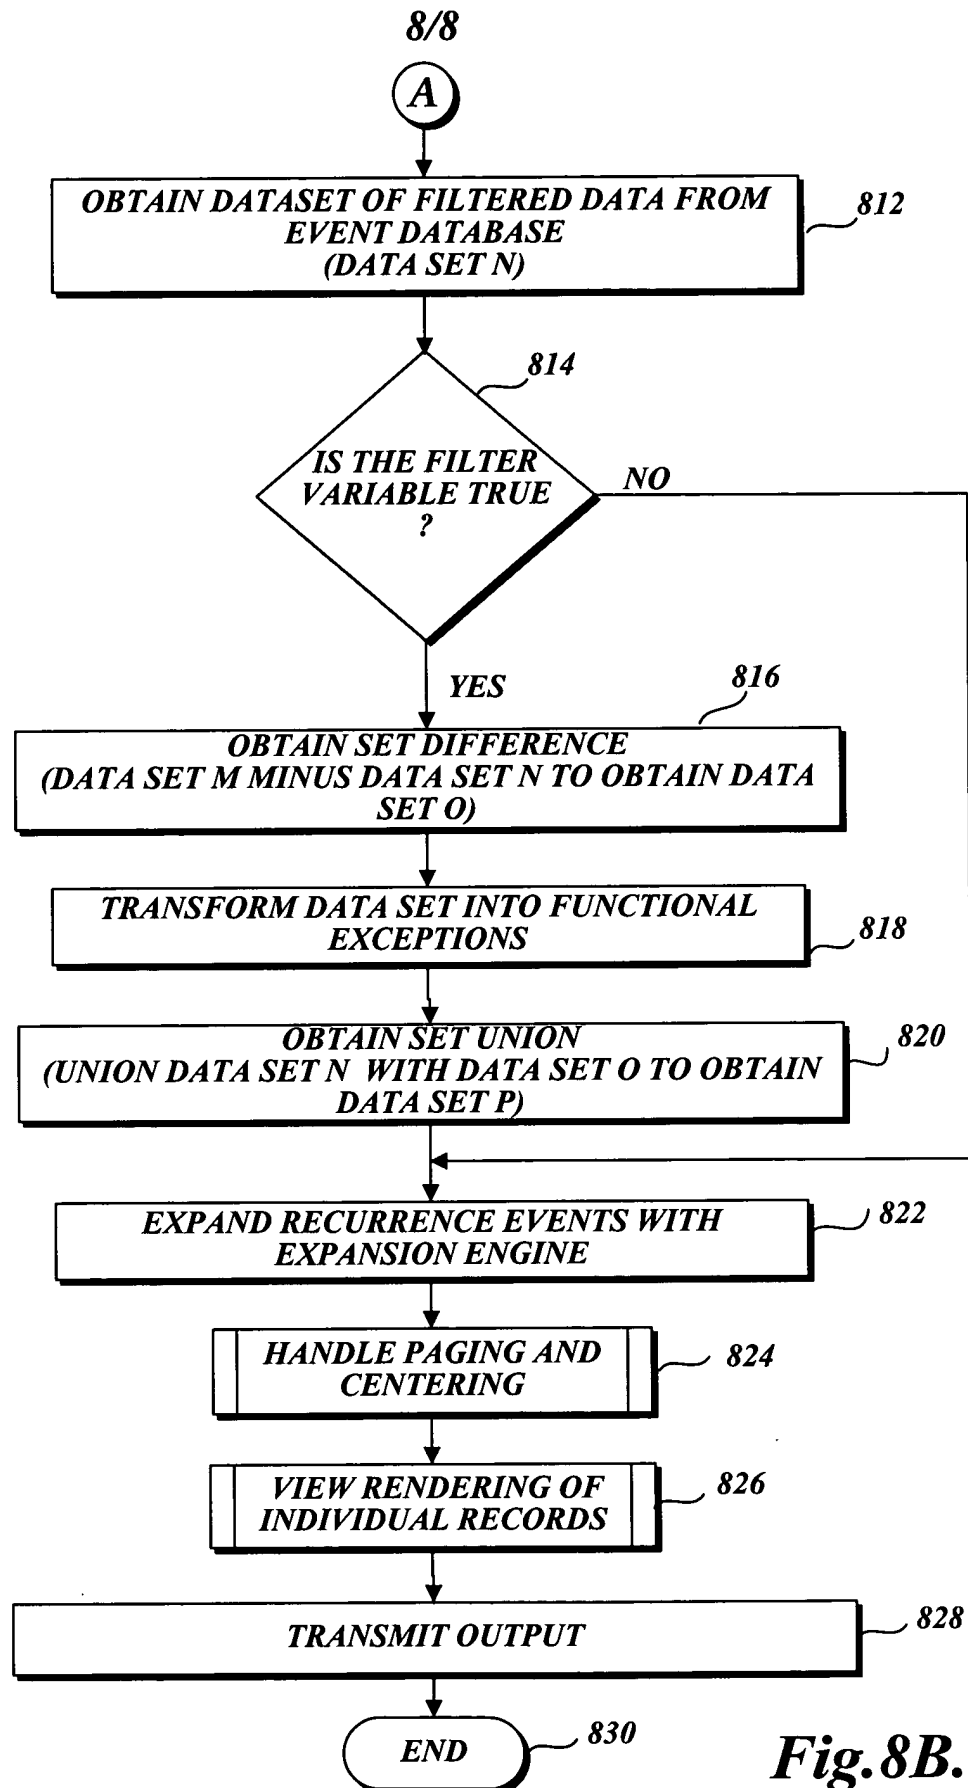 8/8
A
OBTAIN DATASET OF FILTERED DATA FROM
EVENT DATABASE
(DATA SET N)
812
814
IS THE FILTER
VARIABLE TRUE
?
NO
YES
816
OBTAIN SET DIFFERENCE
(DATA SET M MINUS DATA SET N TO OBTAIN DATA
SET O)
TRANSFORM DATA SET INTO FUNCTIONAL
EXCEPTIONS
818
OBTAIN SET UNION
(UNION DATA SET N WITH DATA SET O TO OBTAIN
DATA SET P)
820
EXPAND RECURRENCE EVENTS WITH
EXPANSION ENGINE
822
HANDLE PAGING AND
CENTERING
824
VIEW RENDERING OF
INDIVIDUAL RECORDS
826
TRANSMIT OUTPUT
828
END
830
Fig.8B.